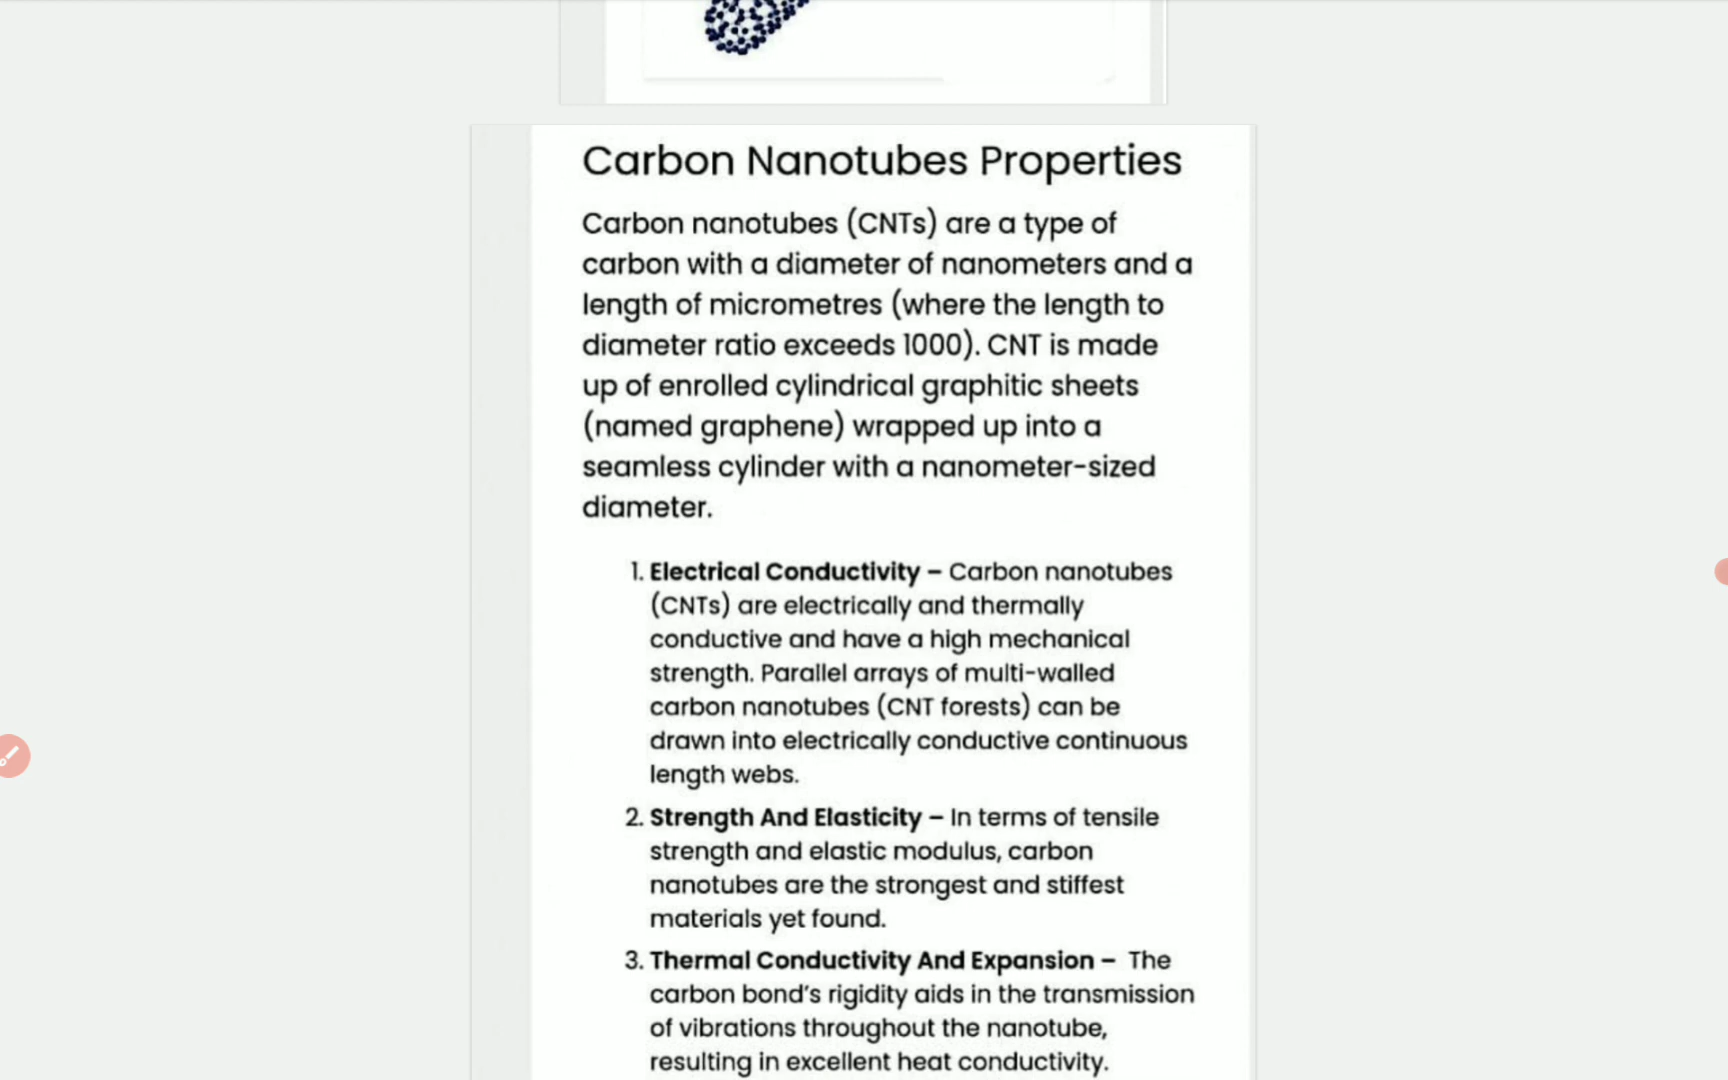 Carbon Nanotubes Properties
Carbon nanotubes (CNTs) are a type of
carbon with a diameter of nanometers and a
length of micrometres (where the length to
diameter ratio exceeds 1000). CNT is made
up of enrolled cylindrical graphitic sheets
(named graphene) wrapped up into a
seamless cylinder with a nanometer-sized
diameter.
1. Electrical Conductivity – Carbon nanotubes
(CNTs) are electrically and thermally
conductive and have a high mechanical
strength. Parallel arrays of multi-walled
carbon nanotubes (CNT forests) can be
drawn into electrically conductive continuous
length webs.
2. Strength And Elasticity – In terms of tensile
strength and elastic modulus, carbon
nanotubes are the strongest and stiffest
materials yet found.
3. Thermal Conductivity And Expansion – The
carbon bond's rigidity aids in the transmission
of vibrations throughout the nanotube,
resulting in excellent heat conductivity.